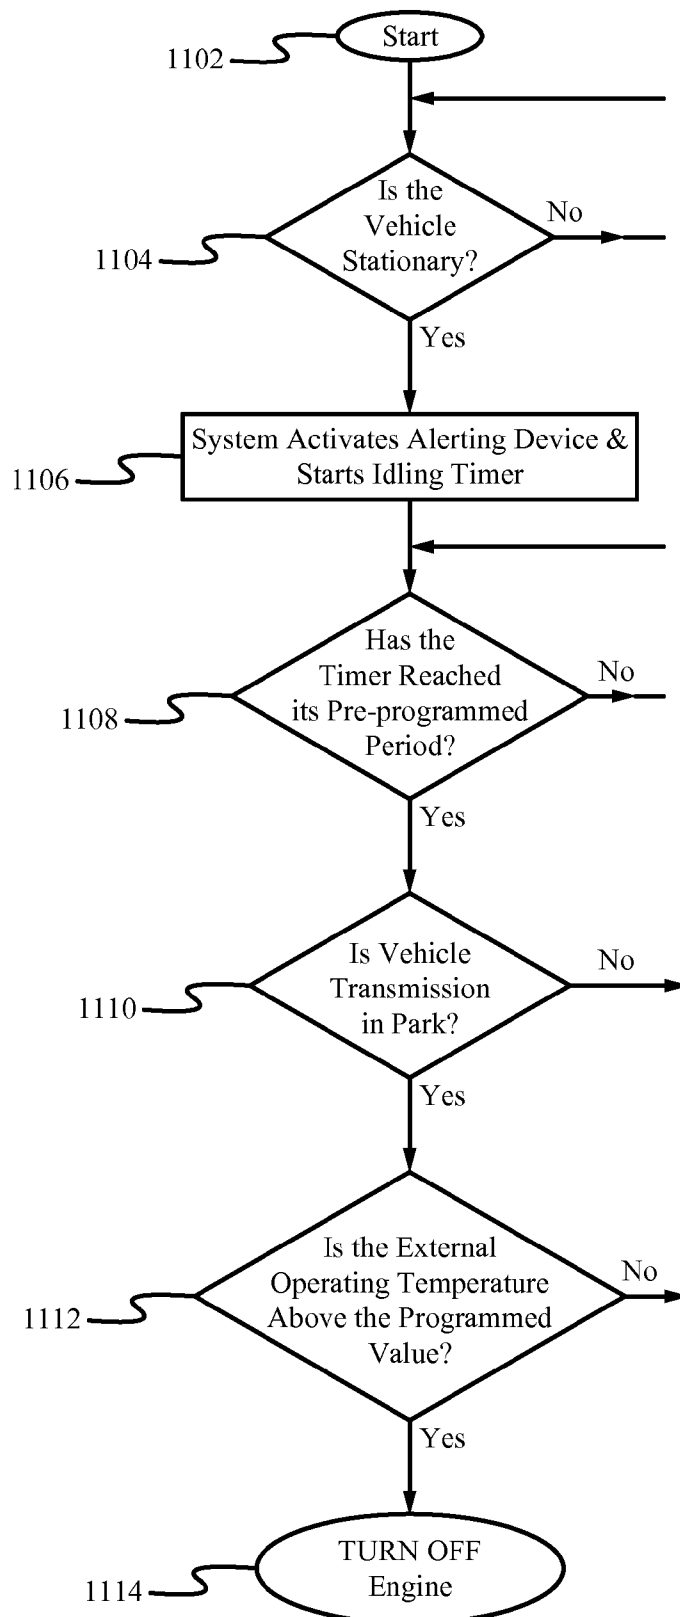 Start
1102
Is the
Vehicle
Stationary?
No
1104
Yes
System Activates Alerting Device &
Starts Idling Timer
1106
Has the
Timer Reached
its Pre-programmed
Period?
No
1108
Yes
Is Vehicle
Transmission
in Park?
No
1110
Yes
Is the External
Operating Temperature
Above the Programmed
Value?
No
1112
Yes
TURN OFF
Engine
1114